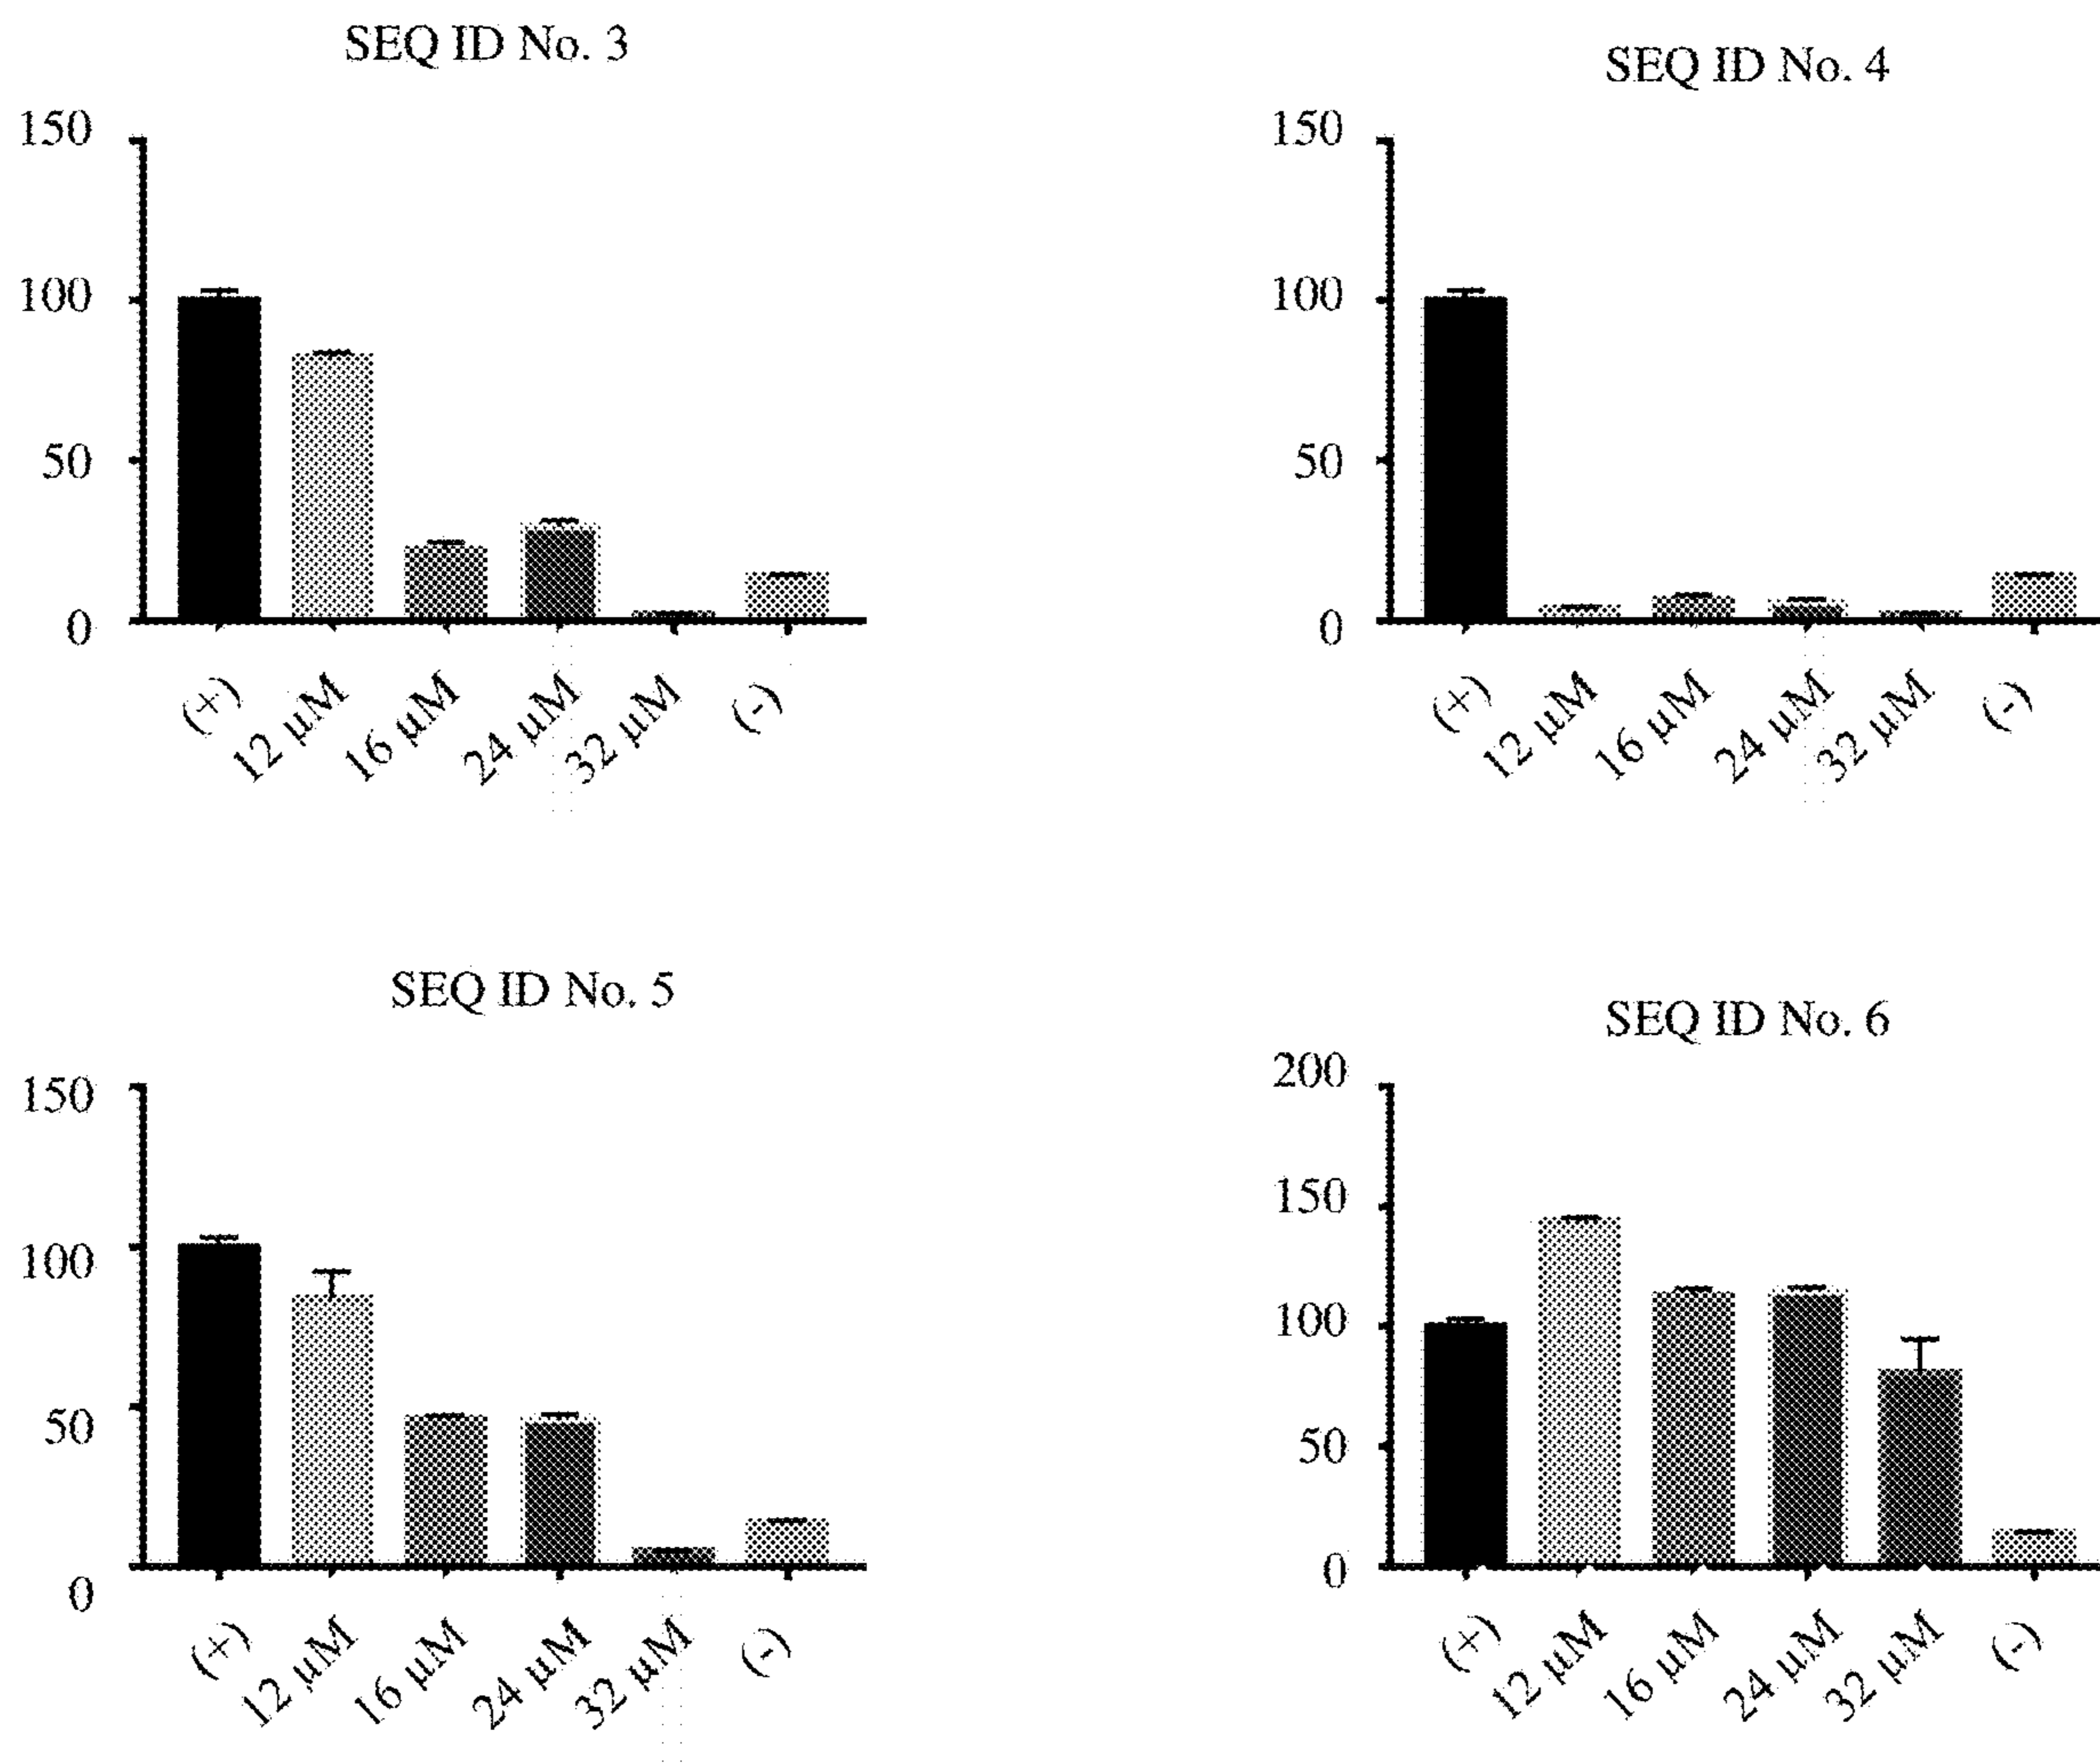 SEQ ID No. 3
150
100
50
0
(+)
12 µM
16 µM
24 µM
32 µM
(-)
SEQ ID No. 4
150
100
50
0
(+)
12 µM
16 µM
24 µM
32 µM
(-)
SEQ ID No. 5
150
100
50
0
(+)
12 µM
16 µM
24 µM
32 µM
(-)
SEQ ID No. 6
200
150
100
50
0
(+)
12 µM
16 µM
24 µM
32 µM
(-)